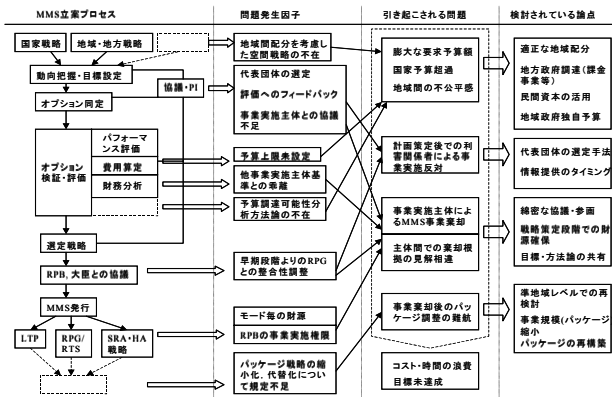 MMS立案プロセス
国家戦略
地域・地方戦略
動向把握・目標設定
協議・PI
オプション同定
オプション
検証・評価
パフォーマ
ンス評価
費用算定
財務分析
選定戦略
RPB, 大臣との協議
MMS発行
LTP
RPG/
RTS
SRA・HA
戦略
問題発生因子
地域間配分を考慮し
た空間戦略の不在
代表団体の選定
評価へのフィードバック
事業実施主体との協議
不足
予算上限未設定
他事業実施主体基
準との乖離
予算調達可能性分
析方法論の不在
早期段階よりのRPG
との整合性調整
モード毎の財源
RPBの事業実施権限
パッケージ戦略の縮
小化, 代替化につい
て規定不足
引き起こされる問題
膨大な要求予算額
国家予算超過
地域間の不公平感
計画策定後での利
害関係者による事
業実施反対
事業実施主体によ
るMMS事業棄却
主体間での棄却根
拠の見解相違
事業棄却後のパッ
ケージ調整の難航
コスト・時間の浪費
目標未達成
検討されている論点
適正な地域配分
地方政府調達(課金
事業等)
民間資本の活用
地域政府独自予算
代表団体の選定手法
情報提供のタイミング
綿密な協議・参画
戦略策定段階での財
源確保
目標・方法論の共有
準地域レベルでの再
検討
事業規模(パッケージ
縮小
パッケージの再構築